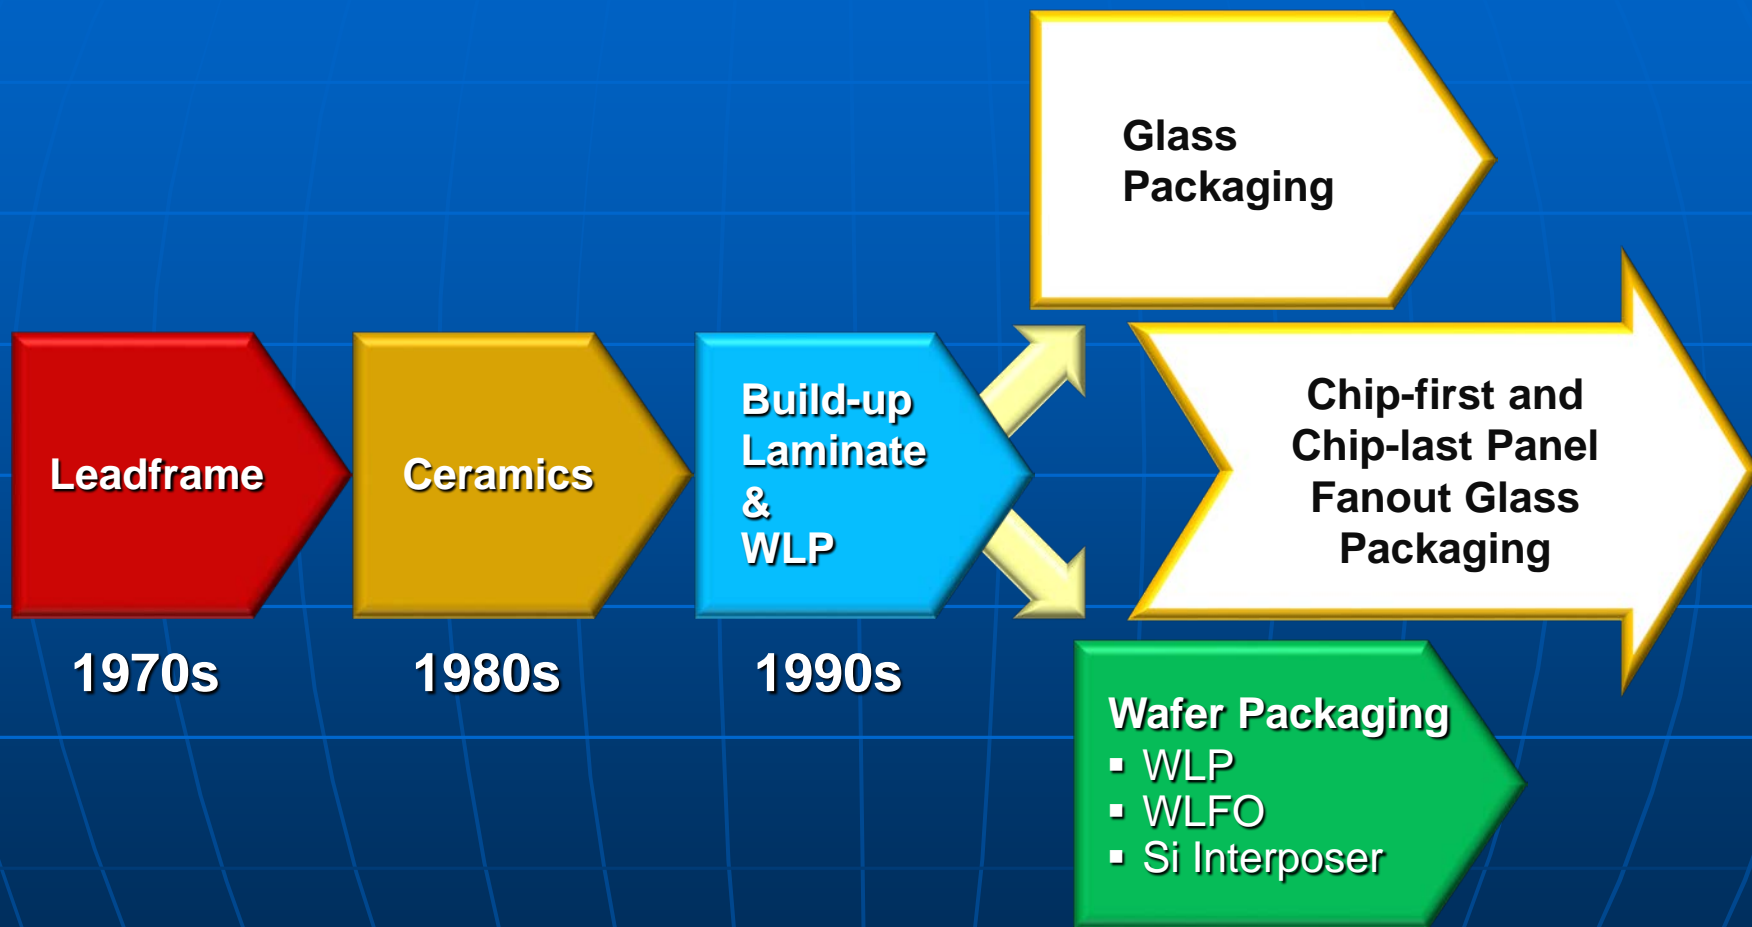 Glass
Packaging
Leadframe
Ceramics
Build-up
Laminate
&
WLP
Chip-first and
Chip-last Panel
Fanout Glass
Packaging
1970s
1980s
1990s
Wafer Packaging
▪ WLP
▪ WLFO
▪ Si Interposer